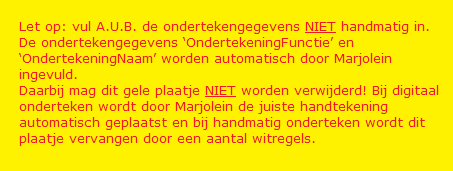 Let op: vul A.U.B. de ondertekengegevens NIET handmatig in.
De ondertekengegevens ‘OndertekeningFunctie’ en
‘OndertekeningNaam’ worden automatisch door Marjolein
ingevuld.
Daarbij mag dit gele plaatje NIET worden verwijderd! Bij digitaal
onderteken wordt door Marjolein de juiste handtekening
automatisch geplaatst en bij handmatig onderteken wordt dit
plaatje vervangen door een aantal witregels.